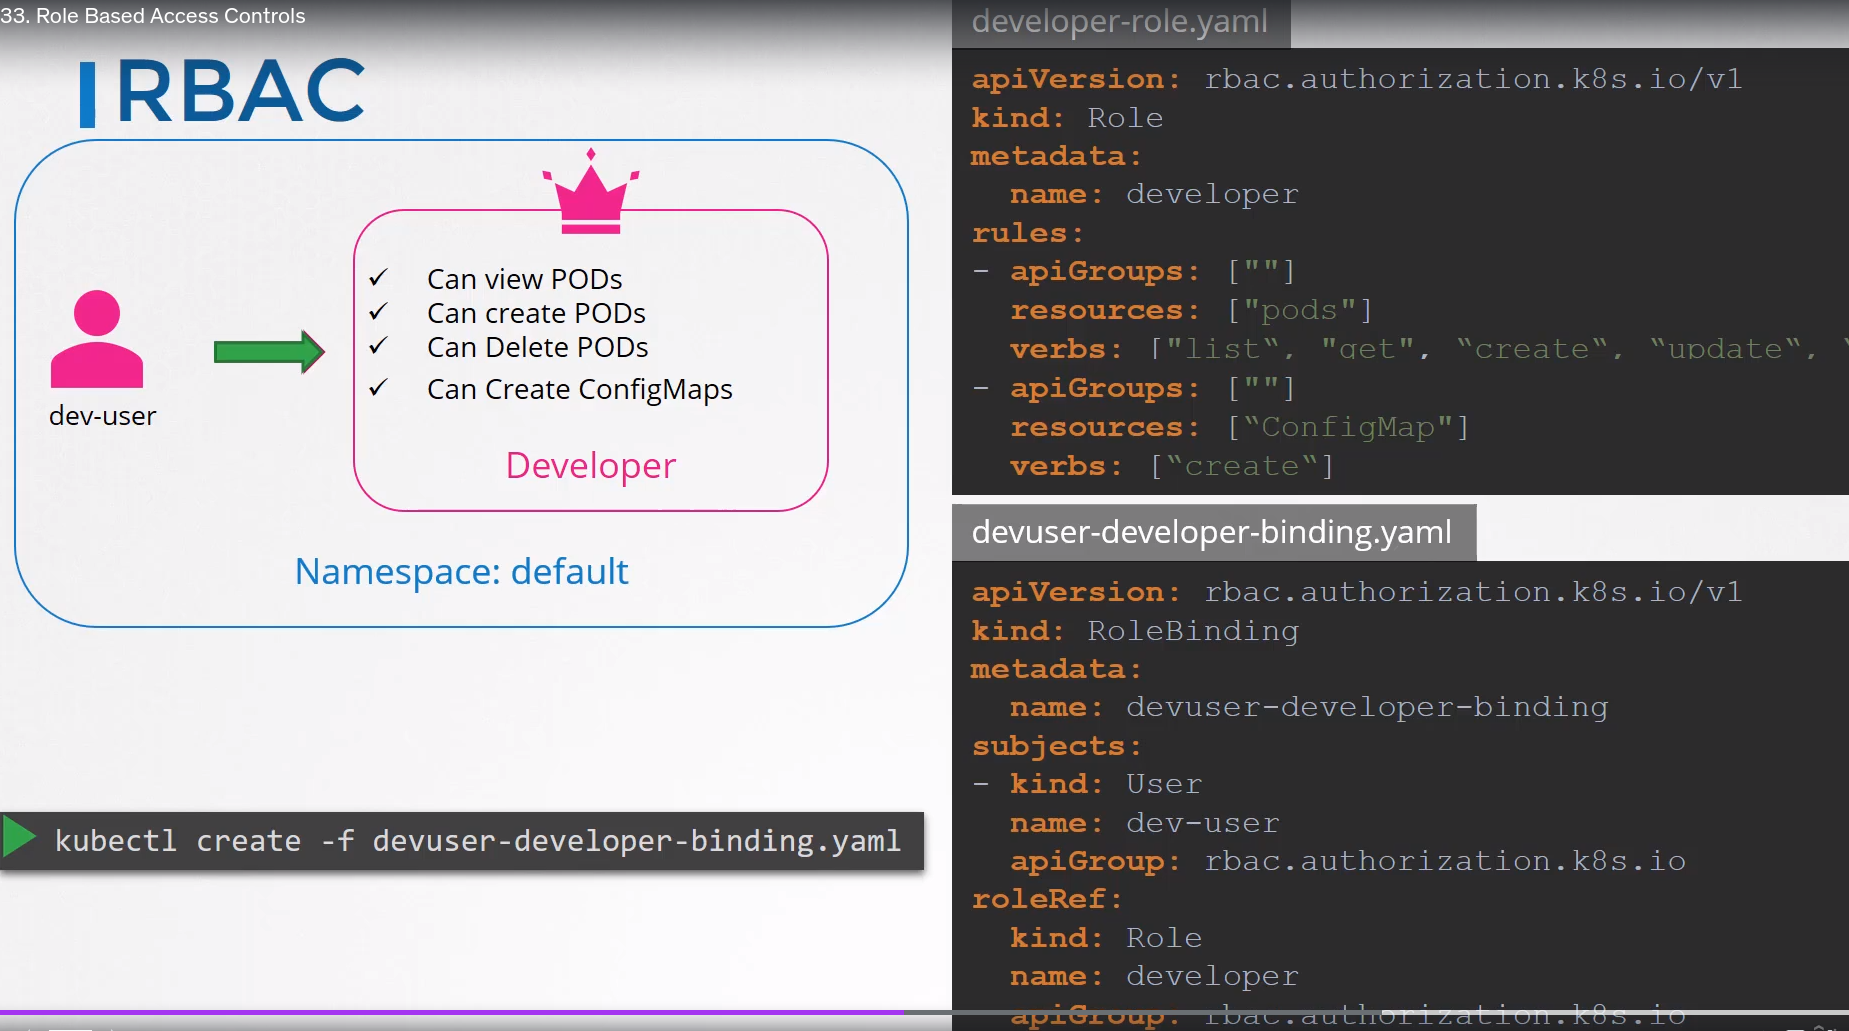 33. Role Based Access Controls
RBAC
✓ Can view PODs
✓ Can create PODs
✓ Can Delete PODs
✓ Can Create ConfigMaps
Developer
dev-user
Namespace: default
kubectl create -f devuser-developer-binding.yaml
developer-role.yaml
apiVersion: rbac.authorization.k8s.io/v1
kind: Role
metadata:
  name: developer
rules:
- apiGroups: [""]
  resources: ["pods"]
  verbs: ["list“, "get", “create“, “update“, “
- apiGroups: [""]
  resources: [“ConfigMap"]
  verbs: [“create“]
devuser-developer-binding.yaml
apiVersion: rbac.authorization.k8s.io/v1
kind: RoleBinding
metadata:
  name: devuser-developer-binding
subjects:
- kind: User
  name: dev-user
  apiGroup: rbac.authorization.k8s.io
roleRef:
  kind: Role
  name: developer
  apiGroup: rbac.authorization.k8s.io